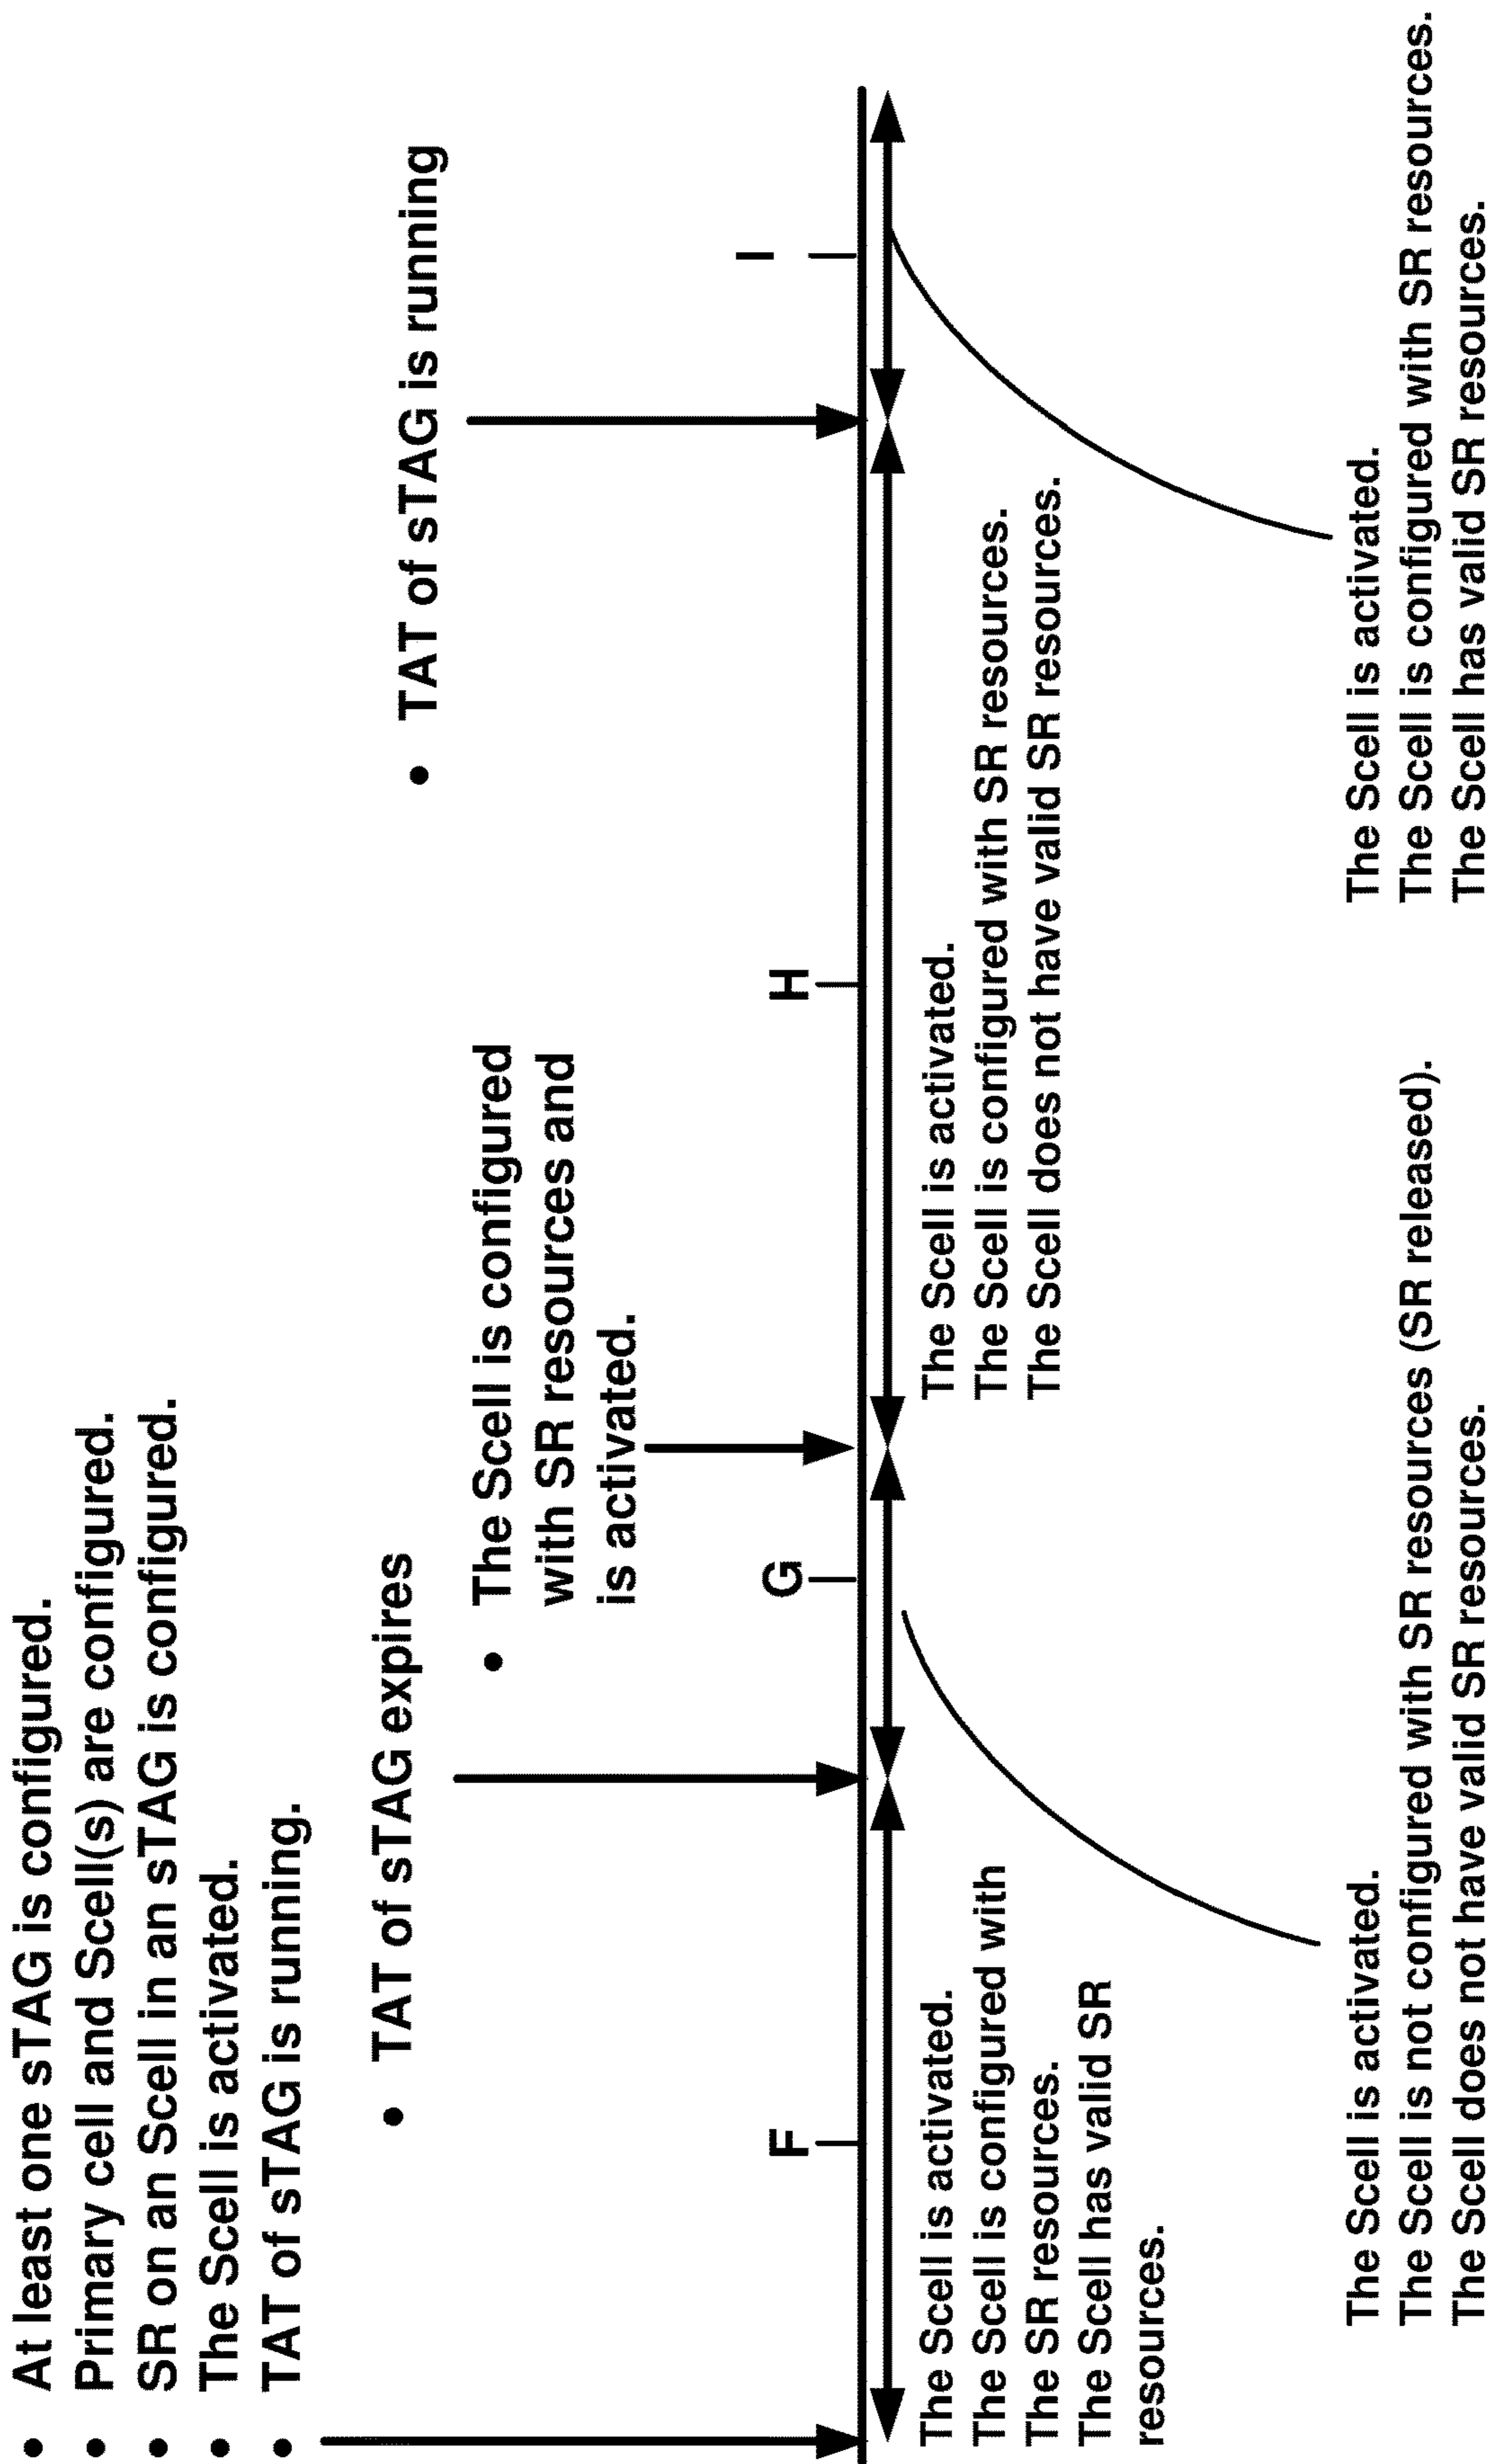 • At least one sTAG is configured.
• Primary cell and Scell(s) are configured.
• SR on an Scell in an sTAG is configured.
• The Scell is activated.
• TAT of sTAG is running.
• TAT of sTAG expires
• The Scell is configured
with SR resources and
is activated.
• TAT of sTAG is running
F
G
H
I
The Scell is activated.
The Scell is configured with
The SR resources.
The Scell has valid SR
resources.
The Scell is activated.
The Scell is configured with SR resources.
The Scell does not have valid SR resources.
The Scell is activated.
The Scell is not configured with SR resources (SR released).
The Scell does not have valid SR resources.
The Scell is activated.
The Scell is configured with SR resources.
The Scell has valid SR resources.